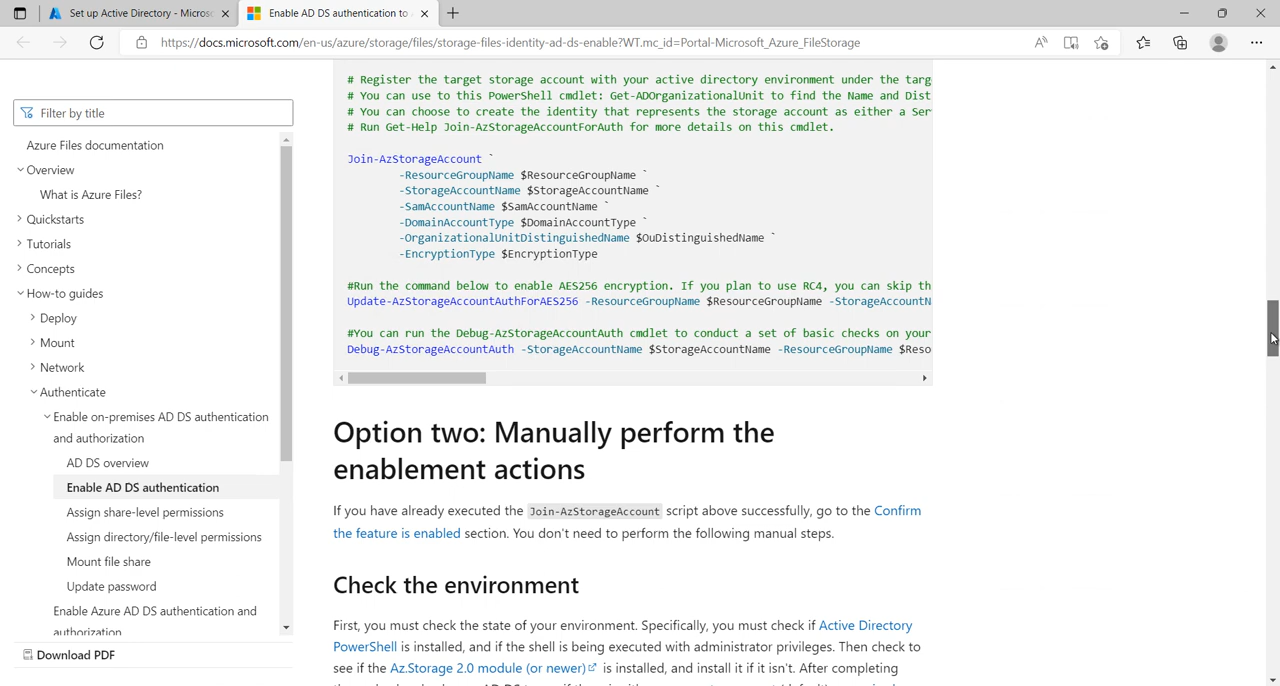 Set up Active Directory - Micros
Enable AD DS authentication to
https://docs.microsoft.com/en-us/azure/storage/files/storage-files-identity-ad-ds-enable?WT.mc_id=Portal-Microsoft_Azure_FileStorage
Filter by title
Azure Files documentation
Overview
What is Azure Files?
Quickstarts
Tutorials
Concepts
How-to guides
Deploy
Mount
Network
Authenticate
Enable on-premises AD DS authentication
and authorization
AD DS overview
Enable AD DS authentication
Assign share-level permissions
Assign directory/file-level permissions
Mount file share
Update password
Enable Azure AD DS authentication and
authorization
Download PDF
# Register the target storage account with your active directory environment under the targ
# You can use to this PowerShell cmdlet: Get-ADOrganizationalUnit to find the Name and Dist
# You can choose to create the identity that represents the storage account as either a Ser
# Run Get-Help Join-AzStorageAccountForAuth for more details on this cmdlet.
Join-AzStorageAccount `
-ResourceGroupName $ResourceGroupName `
-StorageAccountName $StorageAccountName `
-SamAccountName $SamAccountName `
-DomainAccountType $DomainAccountType `
-OrganizationalUnitDistinguishedName $OuDistinguishedName `
-EncryptionType $EncryptionType
#Run the command below to enable AES256 encryption. If you plan to use RC4, you can skip th
Update-AzStorageAccountAuthForAES256 -ResourceGroupName $ResourceGroupName -StorageAccountN
#You can run the Debug-AzStorageAccountAuth cmdlet to conduct a set of basic checks on your
Debug-AzStorageAccountAuth -StorageAccountName $StorageAccountName -ResourceGroupName $Reso
Option two: Manually perform the
enablement actions
If you have already executed the Join-AzStorageAccount script above successfully, go to the Confirm
the feature is enabled section. You don't need to perform the following manual steps.
Check the environment
First, you must check the state of your environment. Specifically, you must check if Active Directory
PowerShell is installed, and if the shell is being executed with administrator privileges. Then check to
see if the Az.Storage 2.0 module (or newer) is installed, and install it if it isn't. After completing